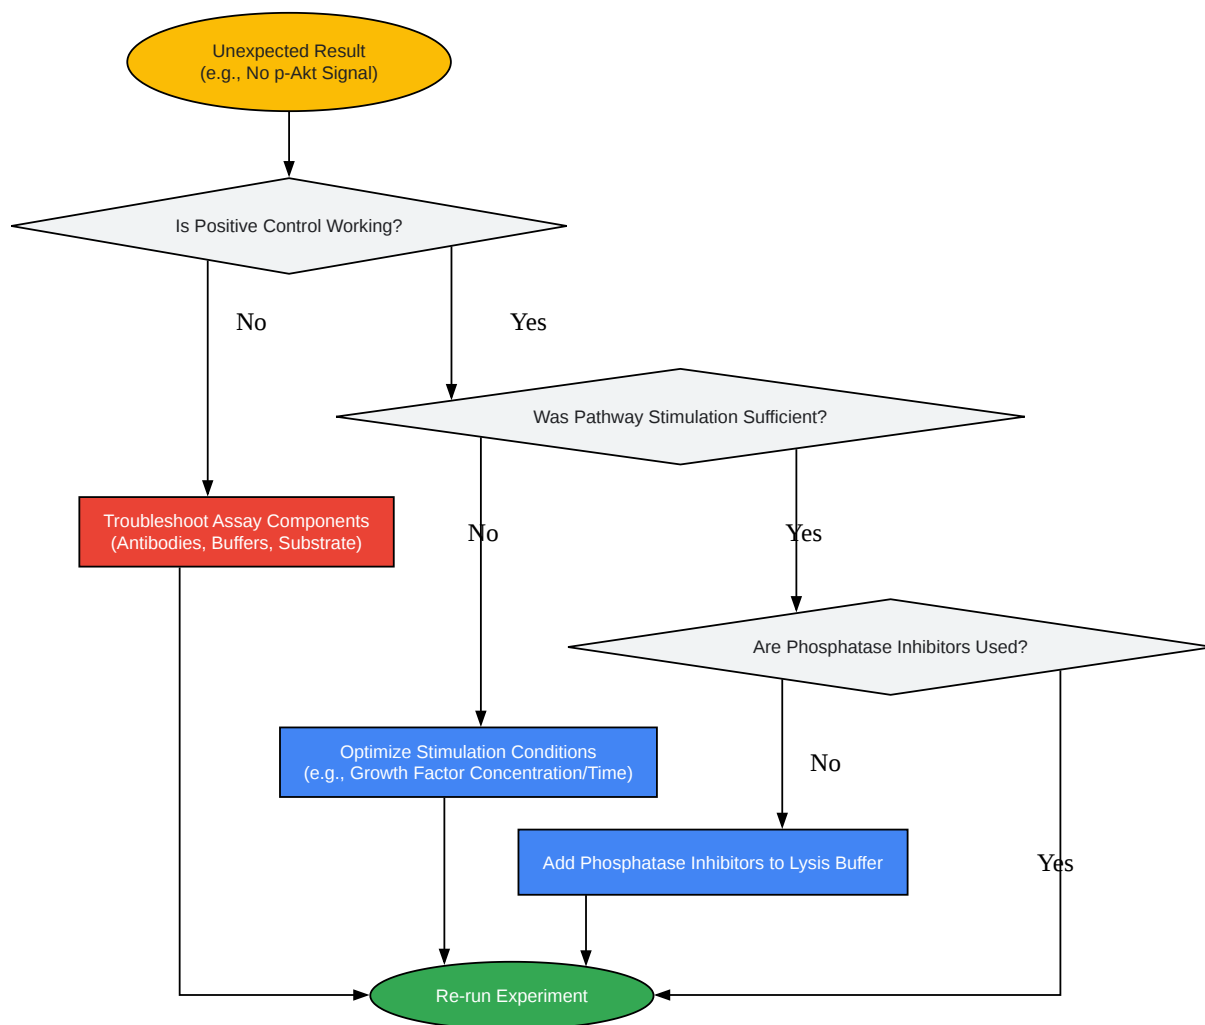 Unexpected Result
(e.g., No p-Akt Signal)
Is Positive Control Working?
No
Yes
Was Pathway Stimulation Sufficient?
Troubleshoot Assay Components
(Antibodies, Buffers, Substrate)
No
Yes
Are Phosphatase Inhibitors Used?
Optimize Stimulation Conditions
(e.g., Growth Factor Concentration/Time)
No
Add Phosphatase Inhibitors to Lysis Buffer
Yes
Re-run Experiment